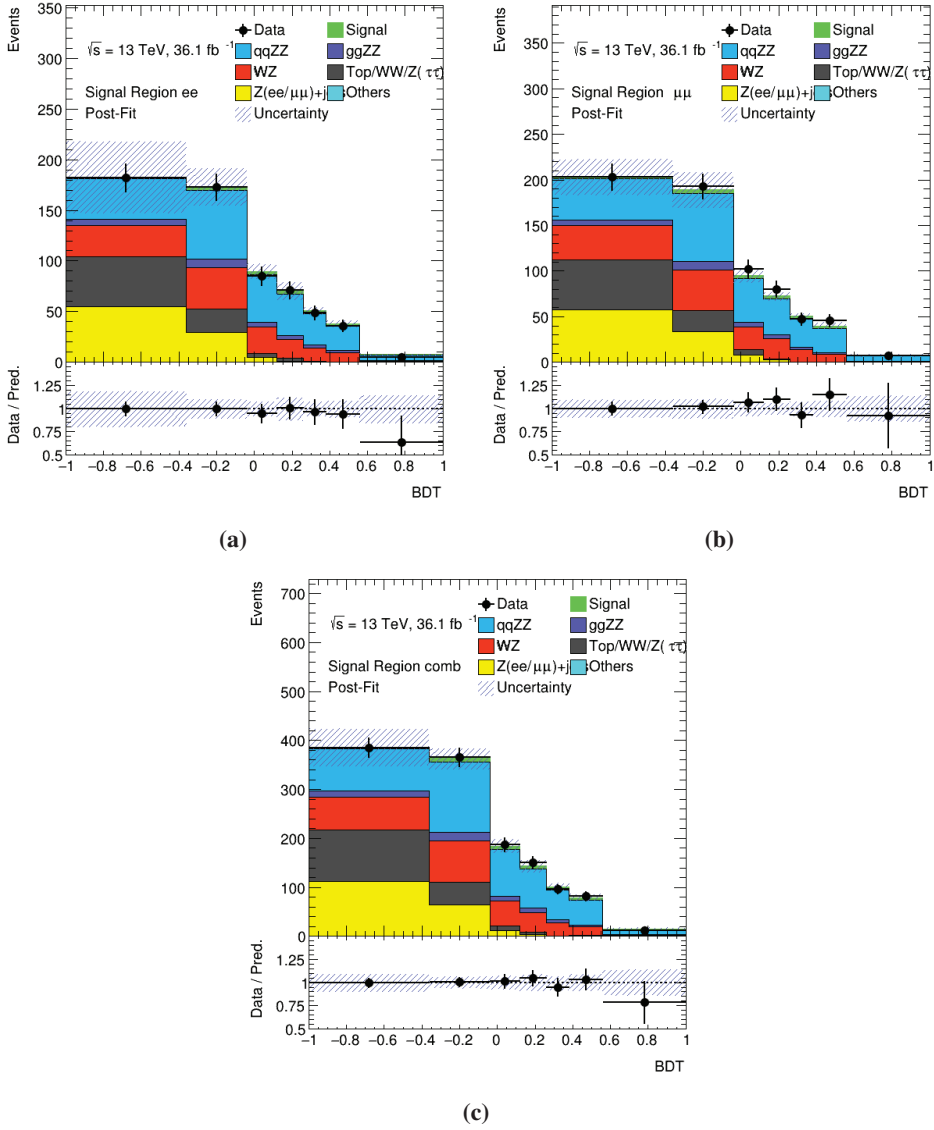 Events
350
300
250
200
150
100
50
0
√s = 13 TeV, 36.1 fb -1
Signal Region ee
Post-Fit
Data
qqZZ
WZ
Z(ee/μμ)+j
Uncertainty
Signal
ggZZ
Top/WW/Z( ττ)
Others
Data / Pred.
1.25
1
0.75
0.5
−1 −0.8 −0.6 −0.4 −0.2 0 0.2 0.4 0.6 0.8 1
BDT
(a)
Events
350
300
250
200
150
100
50
0
√s = 13 TeV, 36.1 fb -1
Signal Region μμ
Post-Fit
Data
qqZZ
WZ
Z(ee/μμ)+j
Uncertainty
Signal
ggZZ
Top/WW/Z( ττ)
Others
Data / Pred.
1.25
1
0.75
0.5
−1 −0.8 −0.6 −0.4 −0.2 0 0.2 0.4 0.6 0.8 1
BDT
(b)
Events
700
600
500
400
300
200
100
0
√s = 13 TeV, 36.1 fb -1
Signal Region comb
Post-Fit
Data
qqZZ
WZ
Z(ee/μμ)+j
Uncertainty
Signal
ggZZ
Top/WW/Z( ττ)
Others
Data / Pred.
1.25
1
0.75
0.5
−1 −0.8 −0.6 −0.4 −0.2 0 0.2 0.4 0.6 0.8 1
BDT
(c)